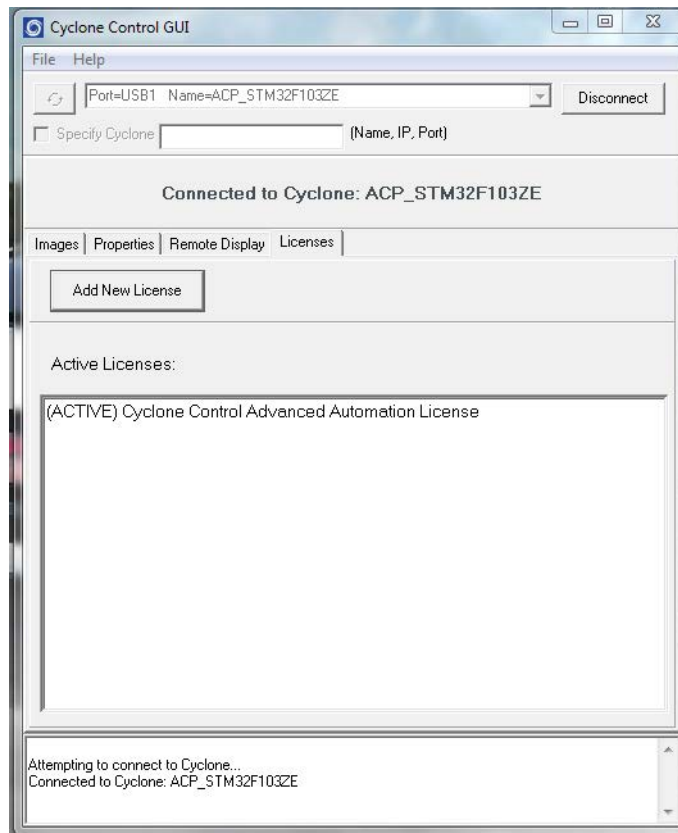 Cyclone Control GUI
File Help
Port=USB1 Name=ACP_STM32F103ZE
Disconnect
Specify Cyclone (Name, IP, Port)
Connected to Cyclone: ACP_STM32F103ZE
Images Properties Remote Display Licenses
Add New License
Active Licenses:
(ACTIVE) Cyclone Control Advanced Automation License
Attempting to connect to Cyclone...
Connected to Cyclone: ACP_STM32F103ZE